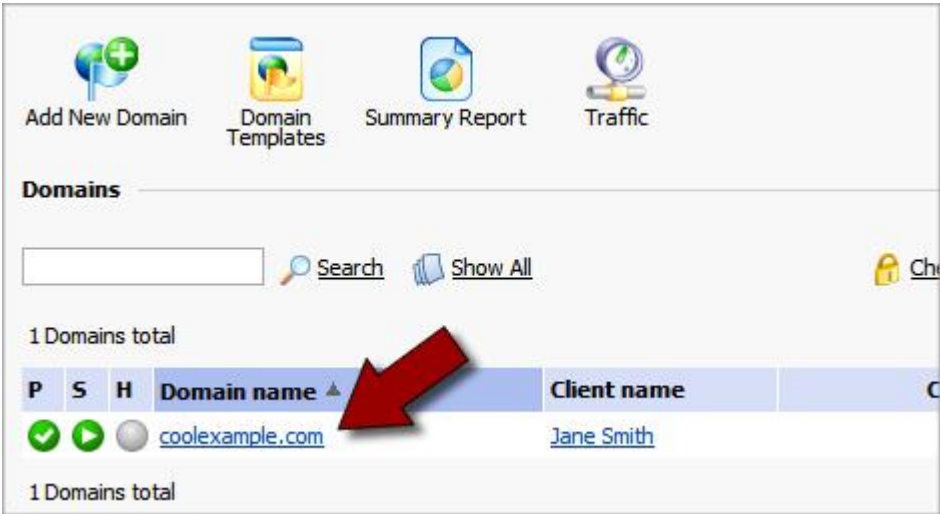 Add New Domain
Domain Templates
Summary Report
Traffic
Domains
Search
Show All
1 Domains total
P S H Domain name Client name
coolexample.com Jane Smith
1 Domains total